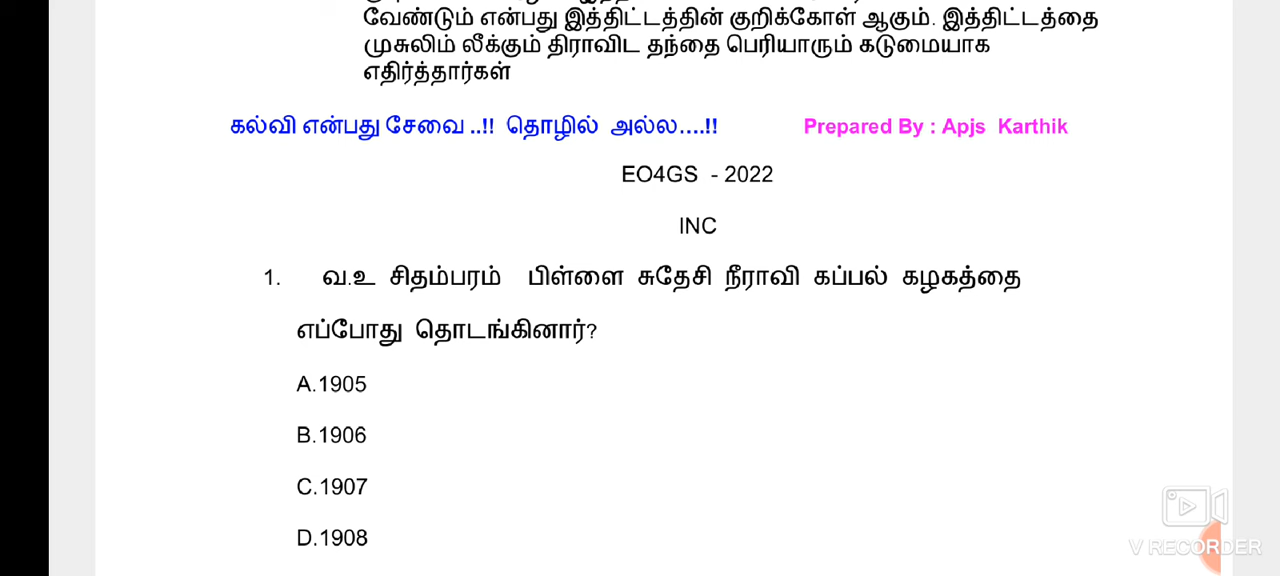 வேண்டும் என்பது இத்திட்டத்தின் குறிக்கோள் ஆகும். இத்திட்டத்தை
முசுலிம் லீக்கும் திராவிட தந்தை பெரியாரும் கடுமையாக
எதிர்த்தார்கள்
கல்வி என்பது சேவை ..!! தொழில் அல்ல....!! Prepared By : Apjs Karthik
EO4GS - 2022
INC
1. வ.உ சிதம்பரம் பிள்ளை சுதேசி நீராவி கப்பல் கழகத்தை
எப்போது தொடங்கினார்?
A.1905
B.1906
C.1907
D.1908
V RECORDER